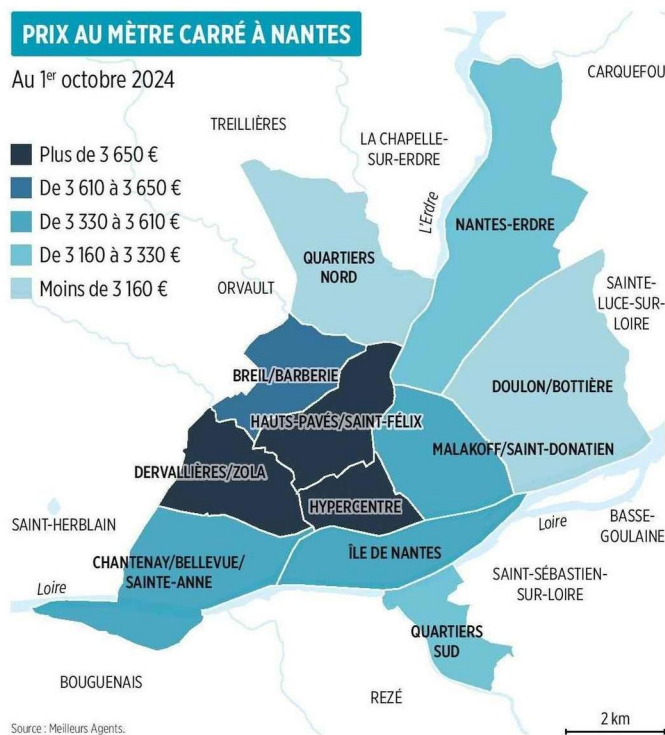 PRIX AU MÈTRE CARRÉ À NANTES
Au 1er octobre 2024
Plus de 3 650 €
De 3 610 à 3 650 €
De 3 330 à 3 610 €
De 3 160 à 3 330 €
Moins de 3 160 €
CARQUEFOU
TREILLIÈRES
LA CHAPELLE-
SUR-ERDRE
L'Erdre
NANTES-ERDRE
QUARTIERS
NORD
ORVAULT
SAINTE-
LUCE-SUR-
LOIRE
BREIL/BARBERIE
DOULON/BOTTIÈRE
HAUTS-PAVÉS/SAINT-FÉLIX
MALAKOFF/SAINT-DONATIEN
DERVALLIÈRES/ZOLA
HYPERCENTRE
SAINT-HERBLAIN
Loire
BASSE-
GOULAINE
ÎLE DE NANTES
CHANTENAY/BELLEVUE/
SAINTE-ANNE
Loire
SAINT-SÉBASTIEN-
SUR-LOIRE
QUARTIERS
SUD
BOUGUENAIS
REZÉ
2 km
Source : Meilleurs Agents.